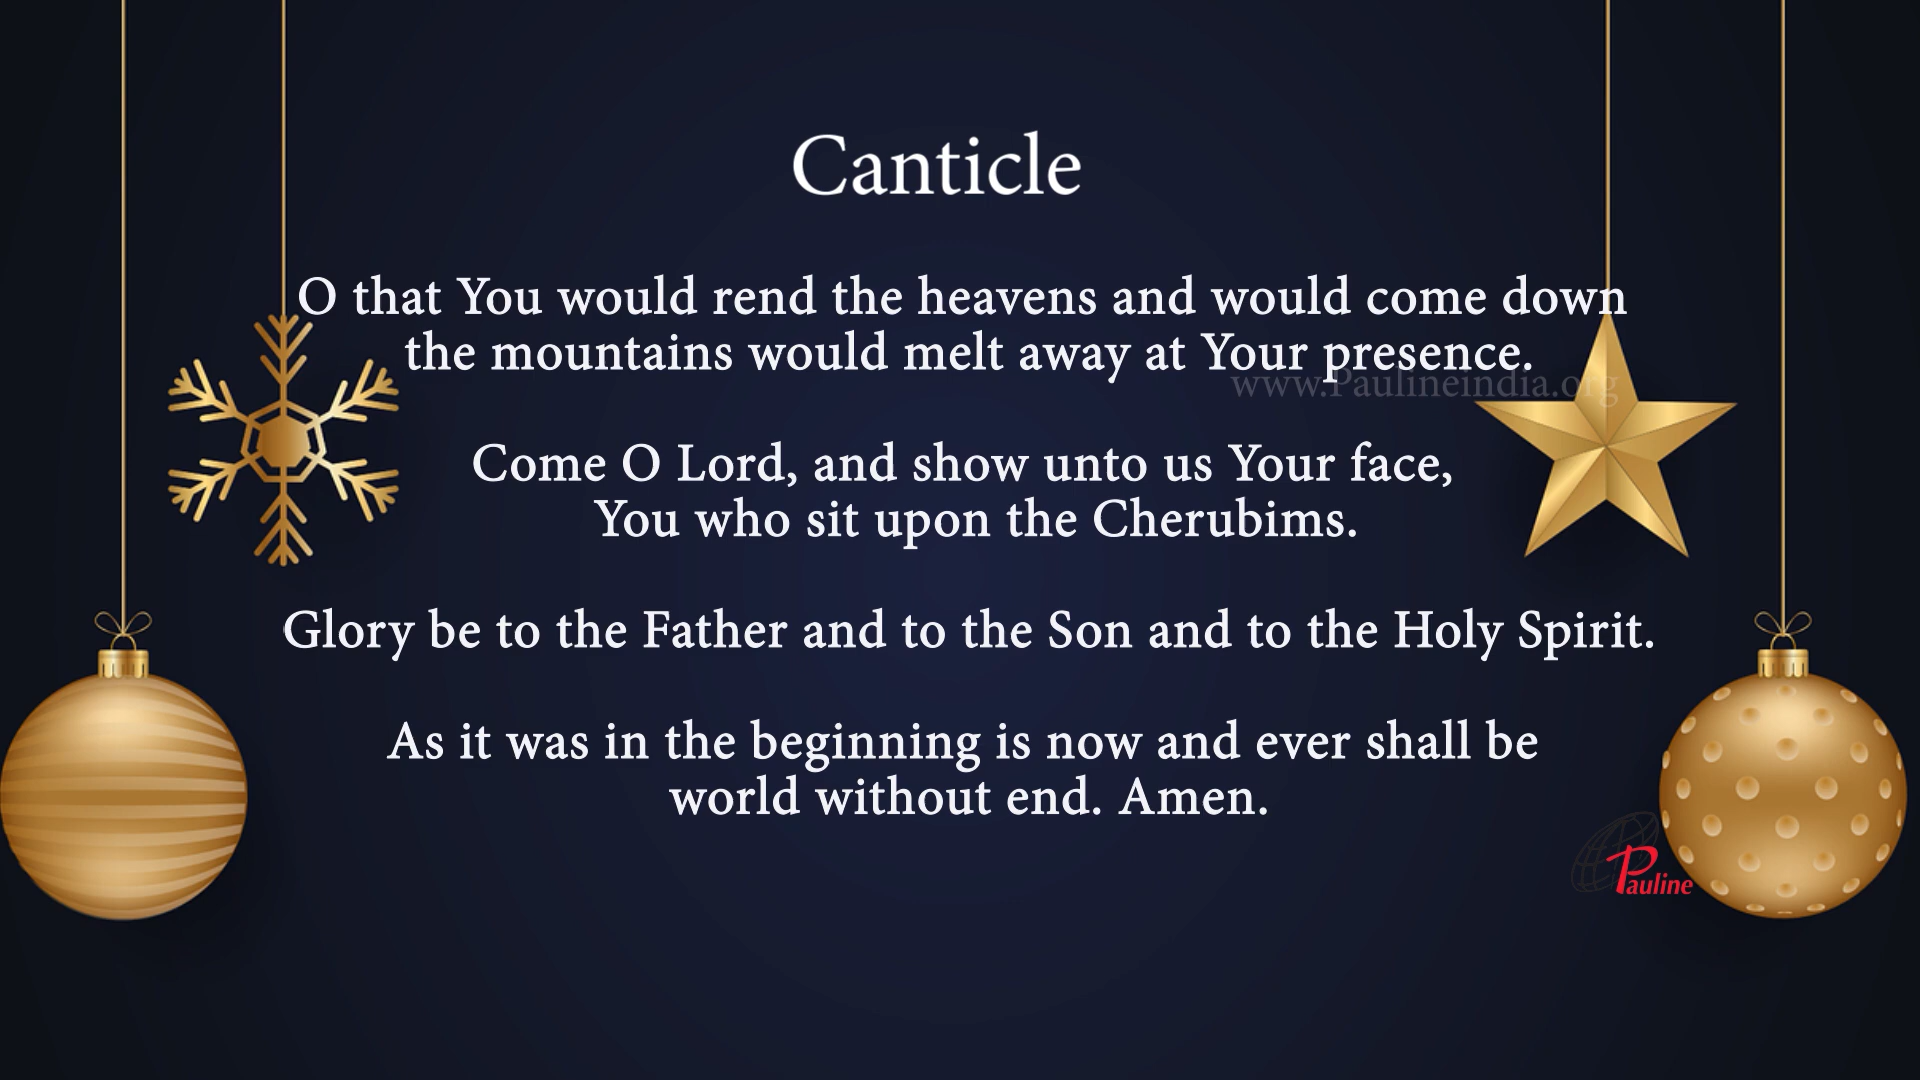 Canticle
O that You would rend the heavens and would come down
the mountains would melt away at Your presence.
www.Paulineindia.org
Come O Lord, and show unto us Your face,
You who sit upon the Cherubims.
Glory be to the Father and to the Son and to the Holy Spirit.
As it was in the beginning is now and ever shall be
world without end. Amen.
Pauline